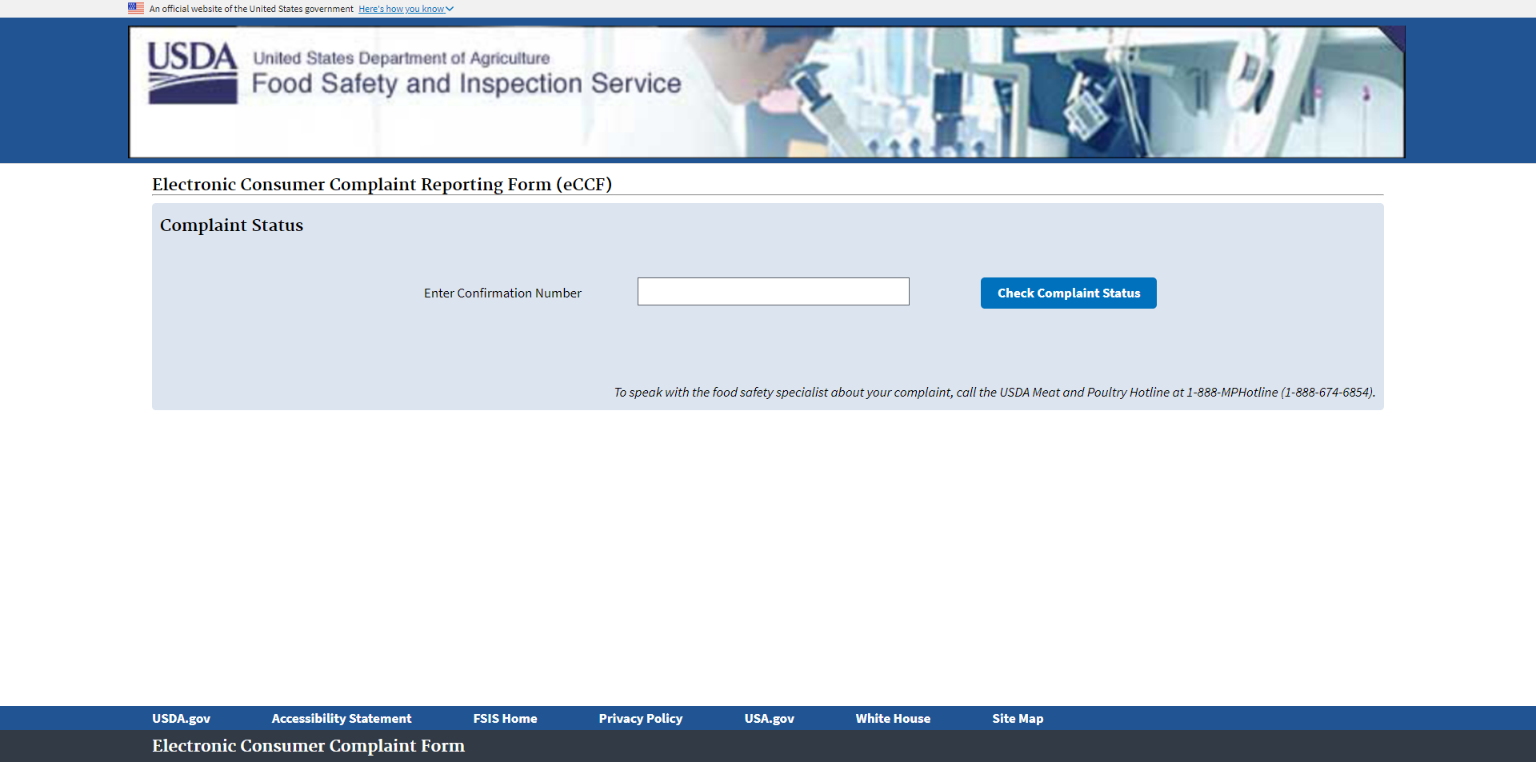 An official website of the United States government Here's how you know
USDA
United States Department of Agriculture
Food Safety and Inspection Service
Electronic Consumer Complaint Reporting Form (eCCF)
Complaint Status
Enter Confirmation Number
Check Complaint Status
To speak with the food safety specialist about your complaint, call the USDA Meat and Poultry Hotline at 1-888-MPHotline (1-888-674-6854).
USDA.gov Accessibility Statement FSIS Home Privacy Policy USA.gov White House Site Map
Electronic Consumer Complaint Form